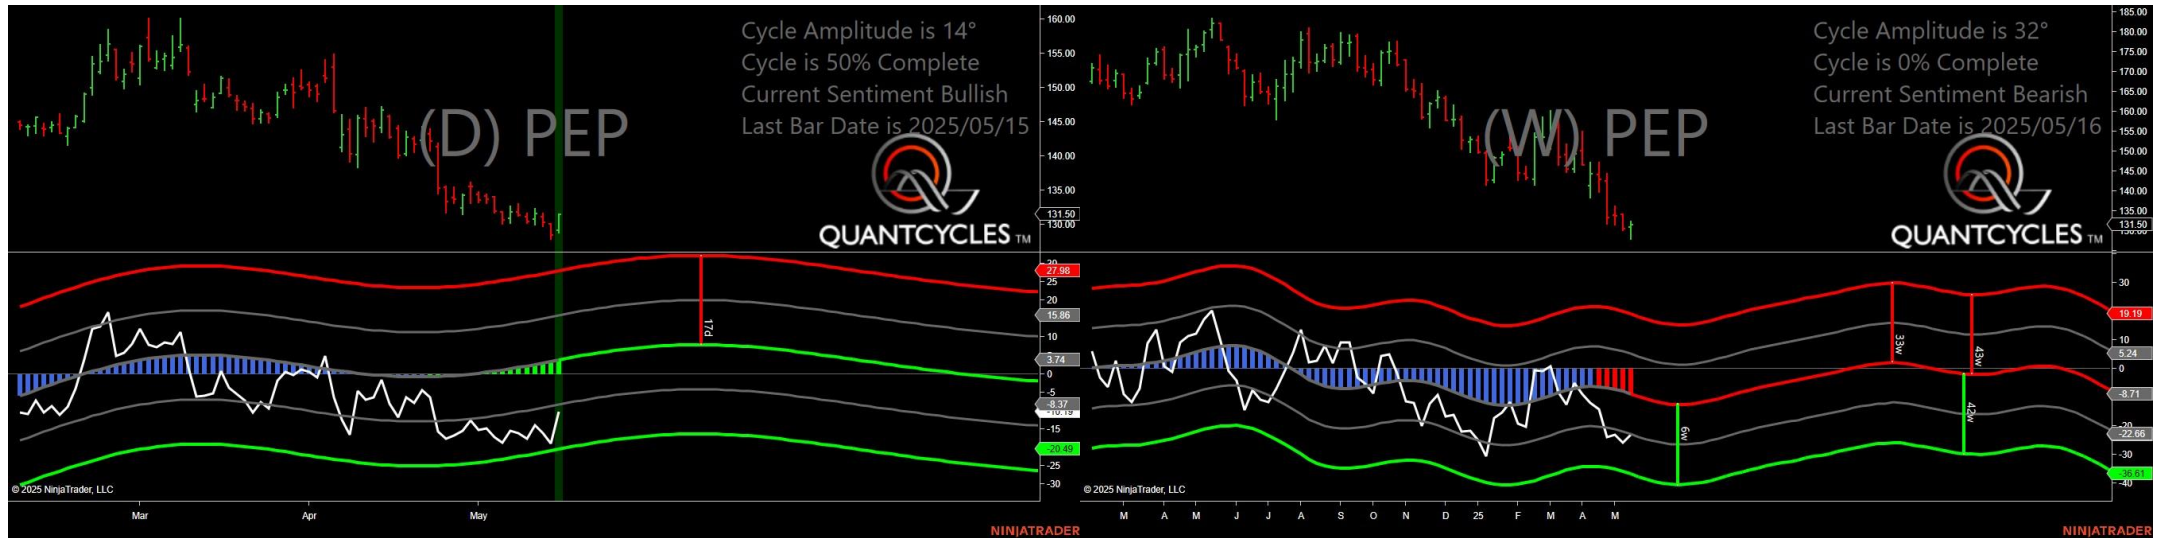 Cycle Amplitude is 14°
Cycle is 50% Complete
Current Sentiment Bullish
Last Bar Date is 2025/05/15
(D) PEP
QUANTCYCLES TM
160.00
155.00
150.00
145.00
140.00
135.00
131.50
130.00
30
27.98
25
20
15.86
10
3.74
0
-5
-8.37
-10.19
-15
-20.49
-25
-30
17d
© 2025 NinjaTrader, LLC
Mar
Apr
May
NINJATRADER
Cycle Amplitude is 32°
Cycle is 0% Complete
Current Sentiment Bearish
Last Bar Date is 2025/05/16
(W) PEP
QUANTCYCLES TM
185.00
180.00
175.00
170.00
165.00
160.00
155.00
150.00
145.00
140.00
135.00
131.50
130.00
30
19.19
10
5.24
0
-8.71
-20
-22.66
-30
-36.61
-40
33w
43w
6w
42w
© 2025 NinjaTrader, LLC
M
A
M
J
J
A
S
O
N
D
25
F
M
A
M
NINJATRADER